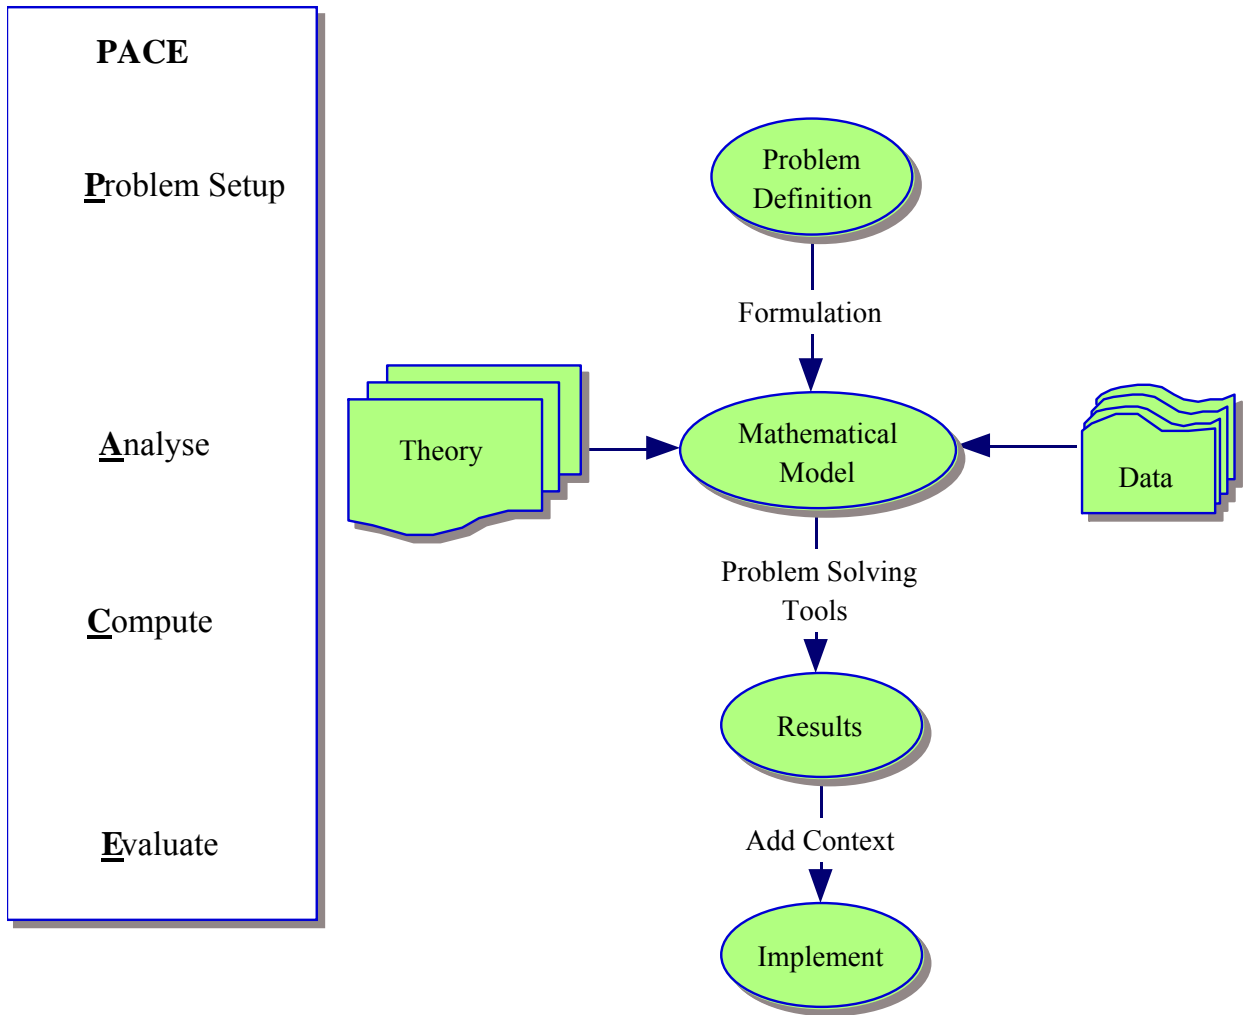 PACE
Problem Setup
Analyse
Compute
Evaluate
Problem
Definition
Formulation
Theory
Mathematical
Model
Data
Problem Solving
Tools
Results
Add Context
Implement